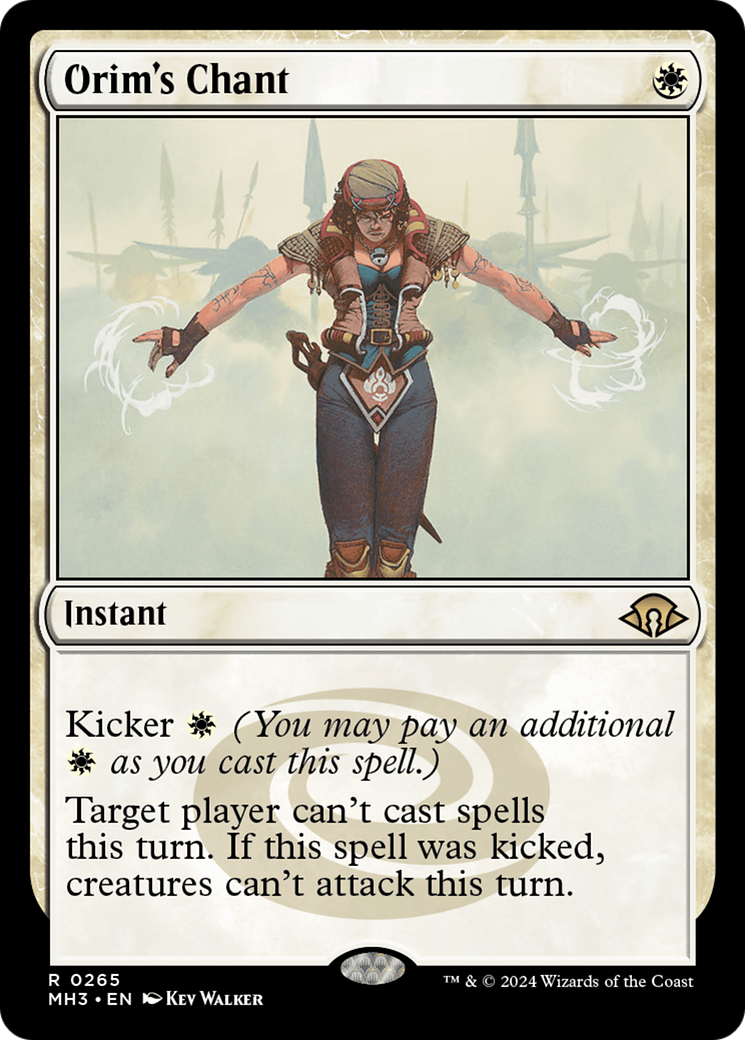 Orim's Chant
Instant
Kicker (You may pay an additional
as you cast this spell.)
Target player can't cast spells
this turn. If this spell was kicked,
creatures can't attack this turn.
R 0265
MH3 • EN Kev Walker
™ & © 2024 Wizards of the Coast